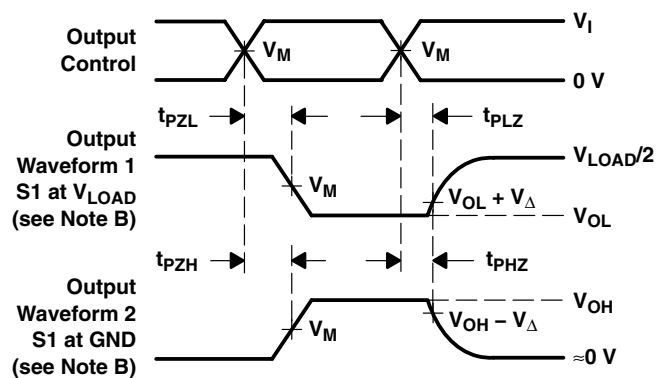 Output
Control
V_I
V_M
V_M
0 V
t_PZL
t_PLZ
Output
Waveform 1
S1 at V_LOAD
(see Note B)
V_LOAD/2
V_M
V_OL + V_Δ
V_OL
t_PZH
t_PHZ
Output
Waveform 2
S1 at GND
(see Note B)
V_OH
V_M
V_OH − V_Δ
≈0 V